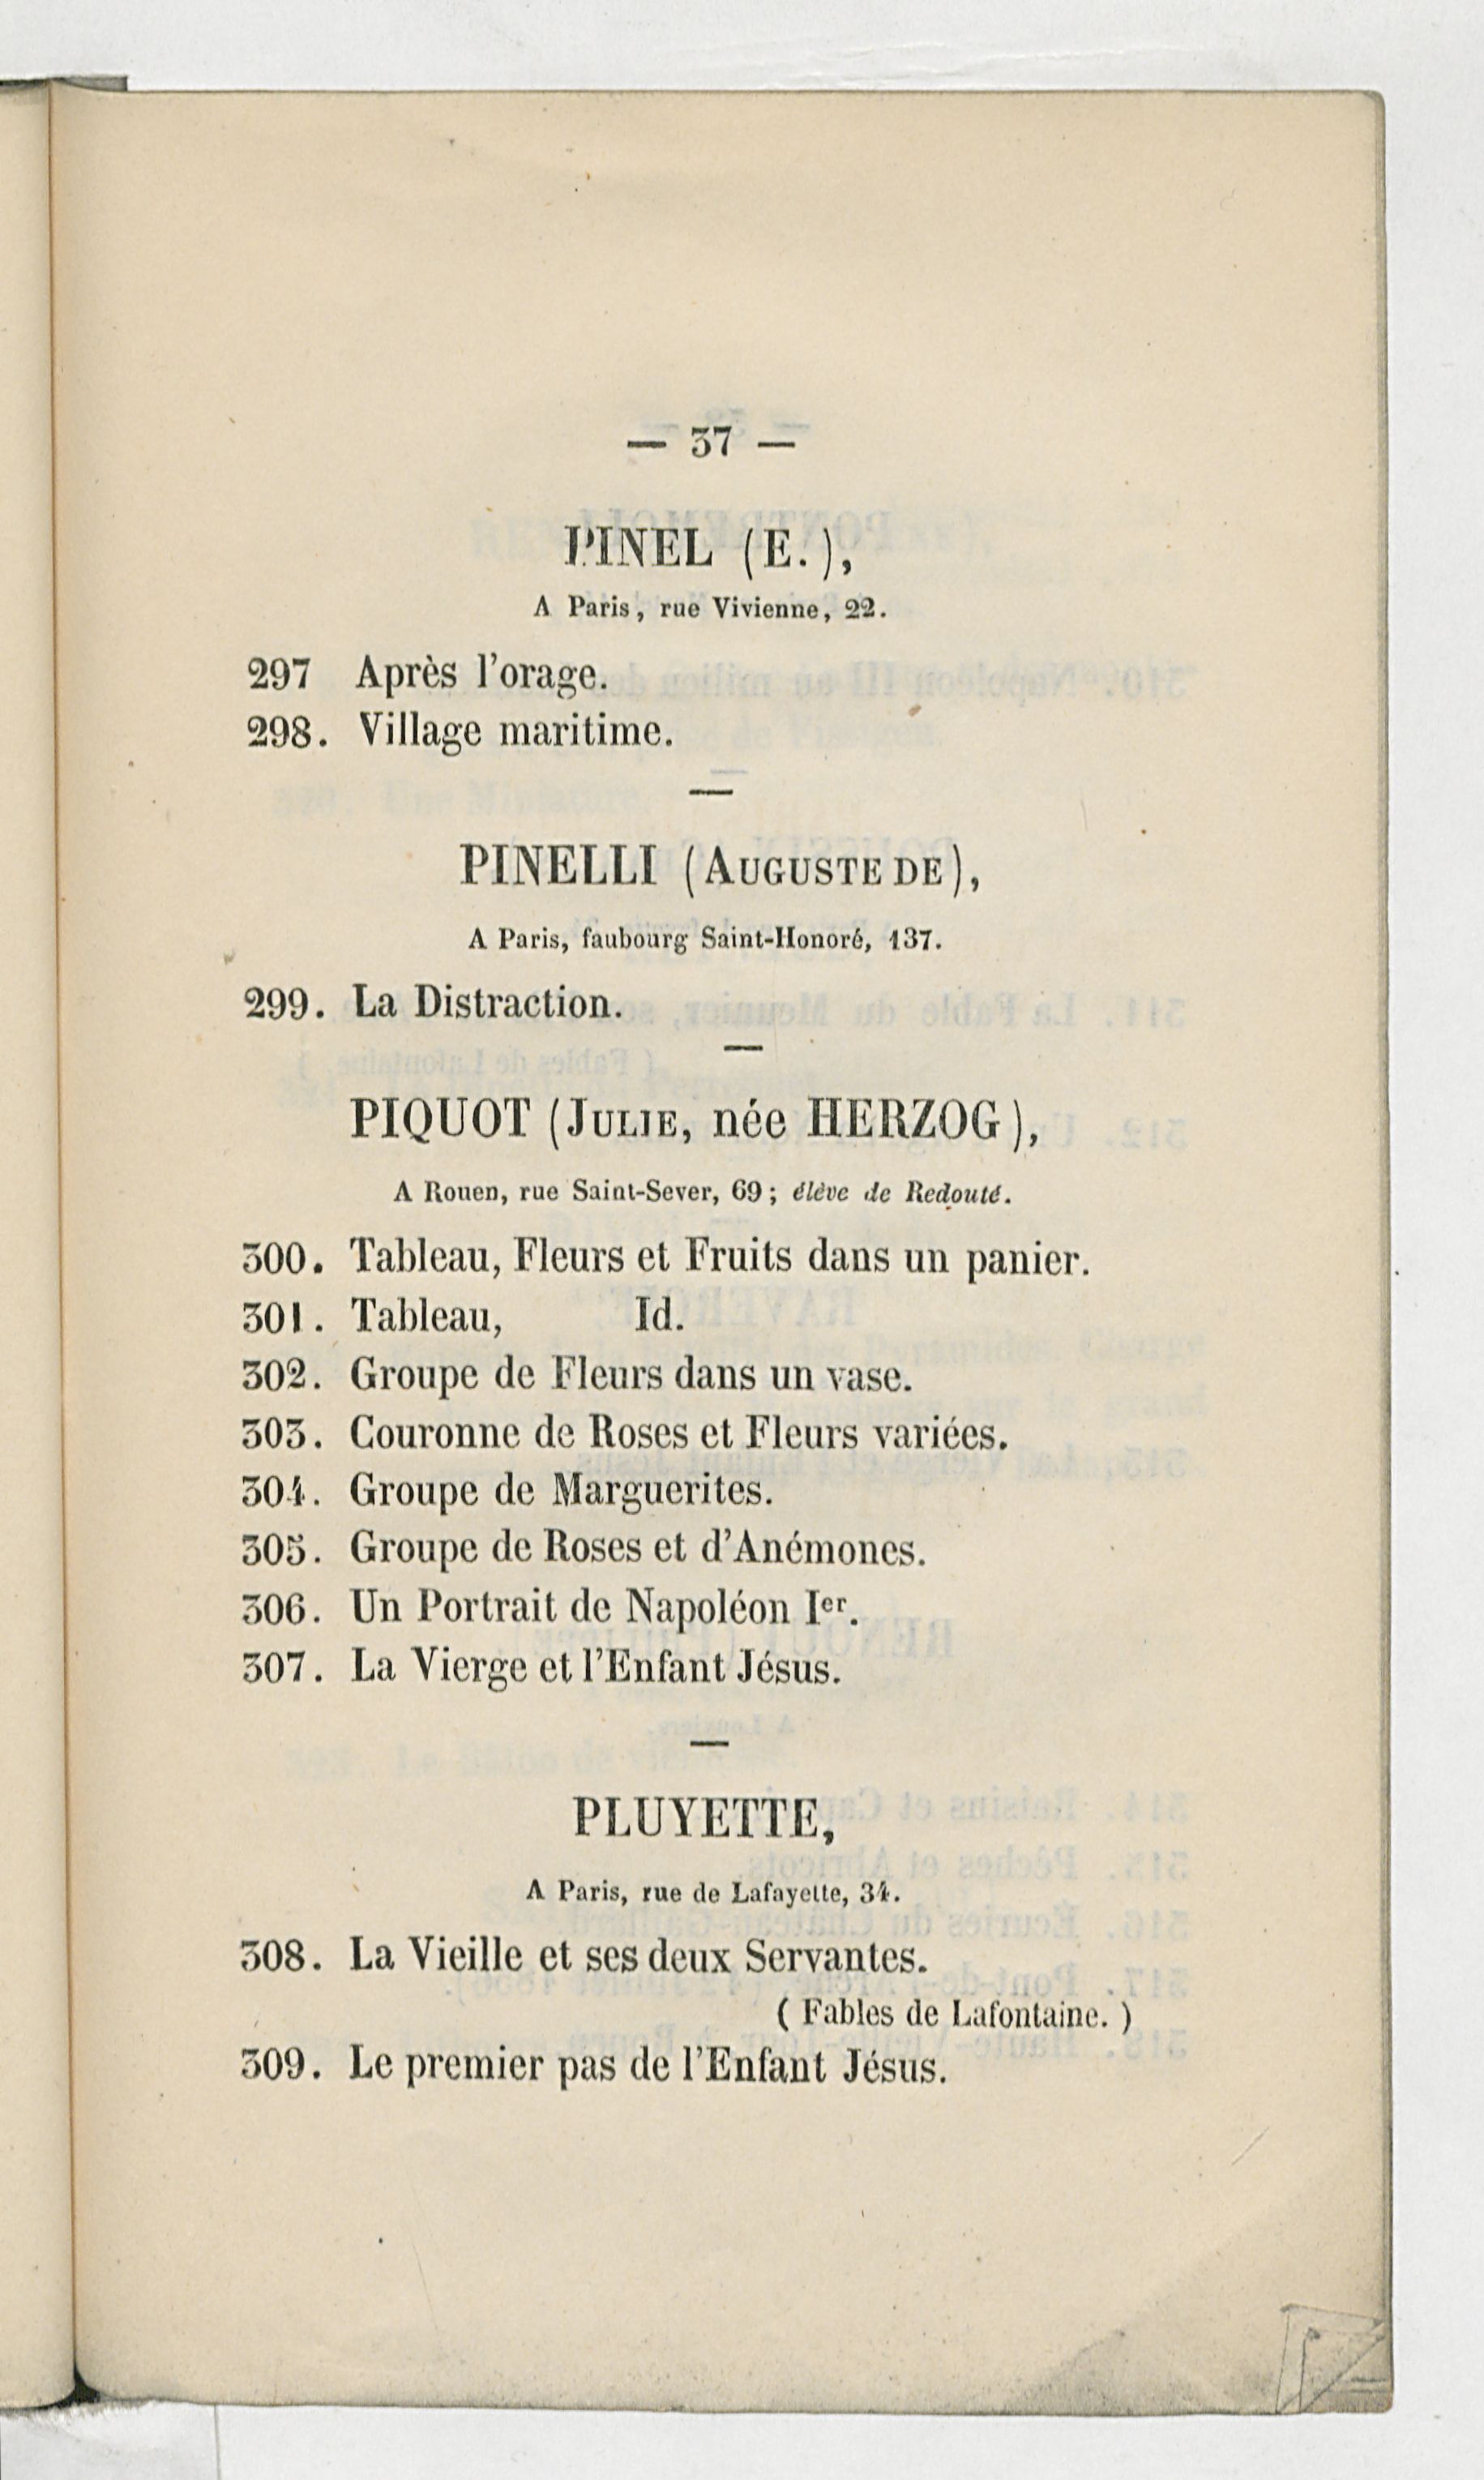 — 37 —
PINEL (E.),
A Paris, rue Vivienne, 22.
297 Après l'orage.
298. Village maritime.
—
PINELLI (AUGUSTE DE),
A Paris, faubourg Saint-Honoré, 137.
299. La Distraction.
—
PIQUOT (JULIE, née HERZOG),
A Rouen, rue Saint-Sever, 69; élève de Redouté.
300. Tableau, Fleurs et Fruits dans un panier.
301. Tableau, Id.
302. Groupe de Fleurs dans un vase.
303. Couronne de Roses et Fleurs variées.
304. Groupe de Marguerites.
305. Groupe de Roses et d'Anémones.
306. Un Portrait de Napoléon Ier.
307. La Vierge et l'Enfant Jésus.
—
PLUYETTE,
A Paris, rue de Lafayette, 34.
308. La Vieille et ses deux Servantes.
( Fables de Lafontaine. )
309. Le premier pas de l'Enfant Jésus.